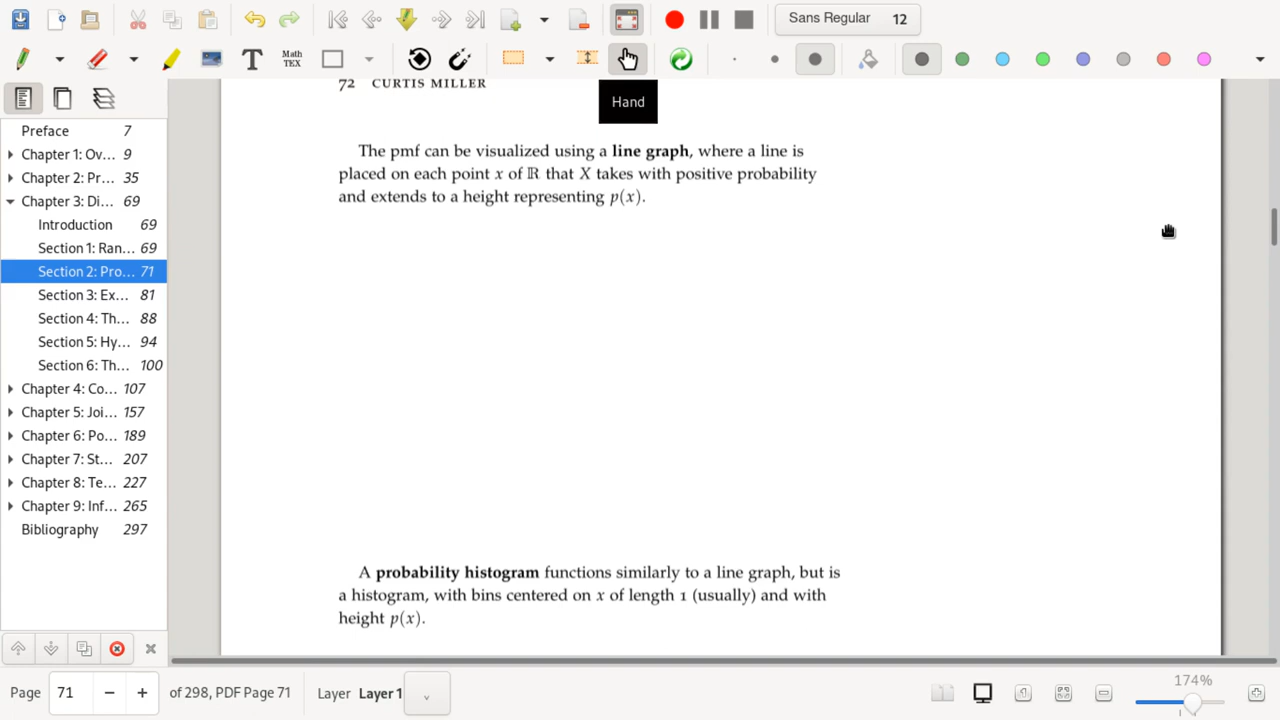 Sans Regular 12
Math
TEX
Hand
Preface 7
Chapter 1: Ov... 9
Chapter 2: Pr... 35
Chapter 3: Di... 69
Introduction 69
Section 1: Ran... 69
Section 2: Pro... 71
Section 3: Ex... 81
Section 4: Th... 88
Section 5: Hy... 94
Section 6: Th... 100
Chapter 4: Co... 107
Chapter 5: Joi... 157
Chapter 6: Po... 189
Chapter 7: St... 207
Chapter 8: Te... 227
Chapter 9: Inf... 265
Bibliography 297
72 CURTIS MILLER
The pmf can be visualized using a line graph, where a line is
placed on each point x of ℝ that X takes with positive probability
and extends to a height representing p(x).
A probability histogram functions similarly to a line graph, but is
a histogram, with bins centered on x of length 1 (usually) and with
height p(x).
Page 71 of 298, PDF Page 71 Layer Layer 1 174%